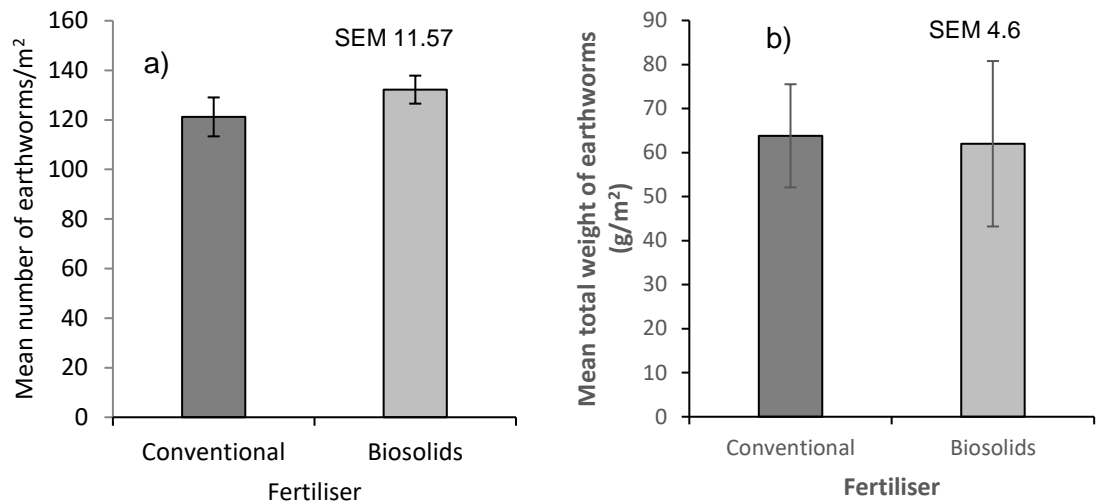 a)
SEM 11.57
Mean number of earthworms/m²
160
140
120
100
80
60
40
20
0
Conventional
Biosolids
Fertiliser
b)
SEM 4.6
Mean total weight of earthworms
(g/m²)
90
80
70
60
50
40
30
20
10
0
Conventional
Biosolids
Fertiliser